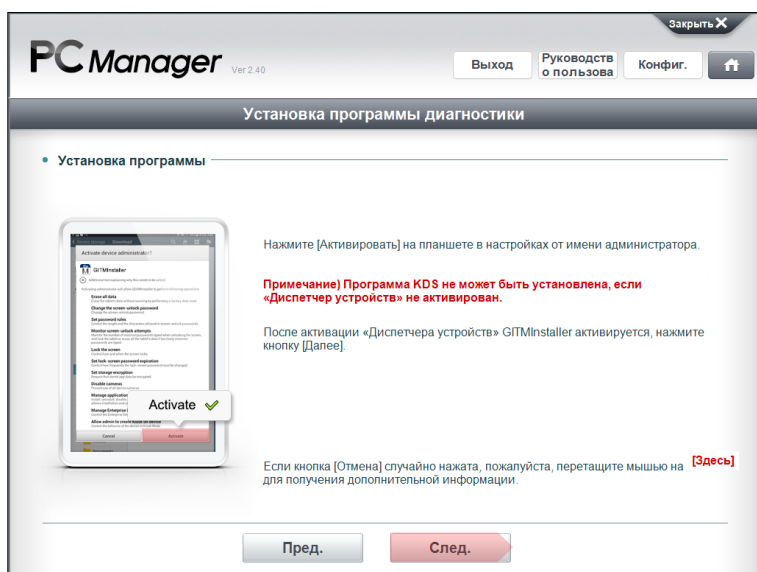 Закрыть X
PC Manager Ver 2.40
Выход
Руководств
о пользова
Конфиг.
Установка программы диагностики
Установка программы
Activate device administrator?
GITMInstaller
Erase all data
Change the screen-unlock password
Set password rules
Monitor screen-unlock attempts
Lock the screen
Set lock-screen password expiration
Set storage encryption
Disable cameras
Manage application
Manage Enterprise
Cancel
Activate
Activate
Нажмите [Активировать] на планшете в настройках от имени администратора.
Примечание) Программа KDS не может быть установлена, если
«Диспетчер устройств» не активирован.
После активации «Диспетчера устройств» GITMInstaller активируется, нажмите
кнопку [Далее].
Если кнопка [Отмена] случайно нажата, пожалуйста, перетащите мышью на [Здесь]
для получения дополнительной информации.
Пред.
След.